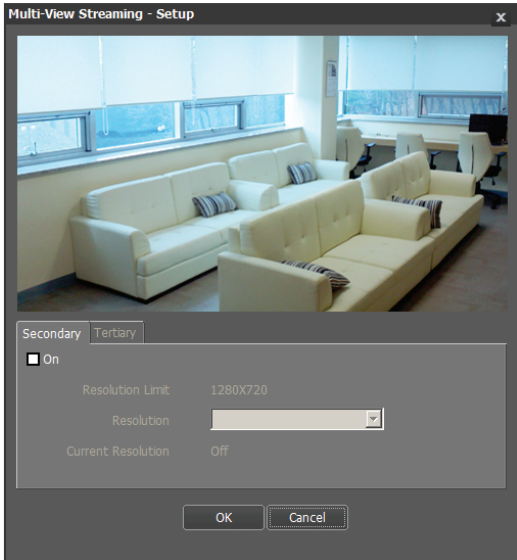 Multi-View Streaming - Setup
x
Secondary Tertiary
On
Resolution Limit 1280X720
Resolution
Current Resolution Off
OK Cancel